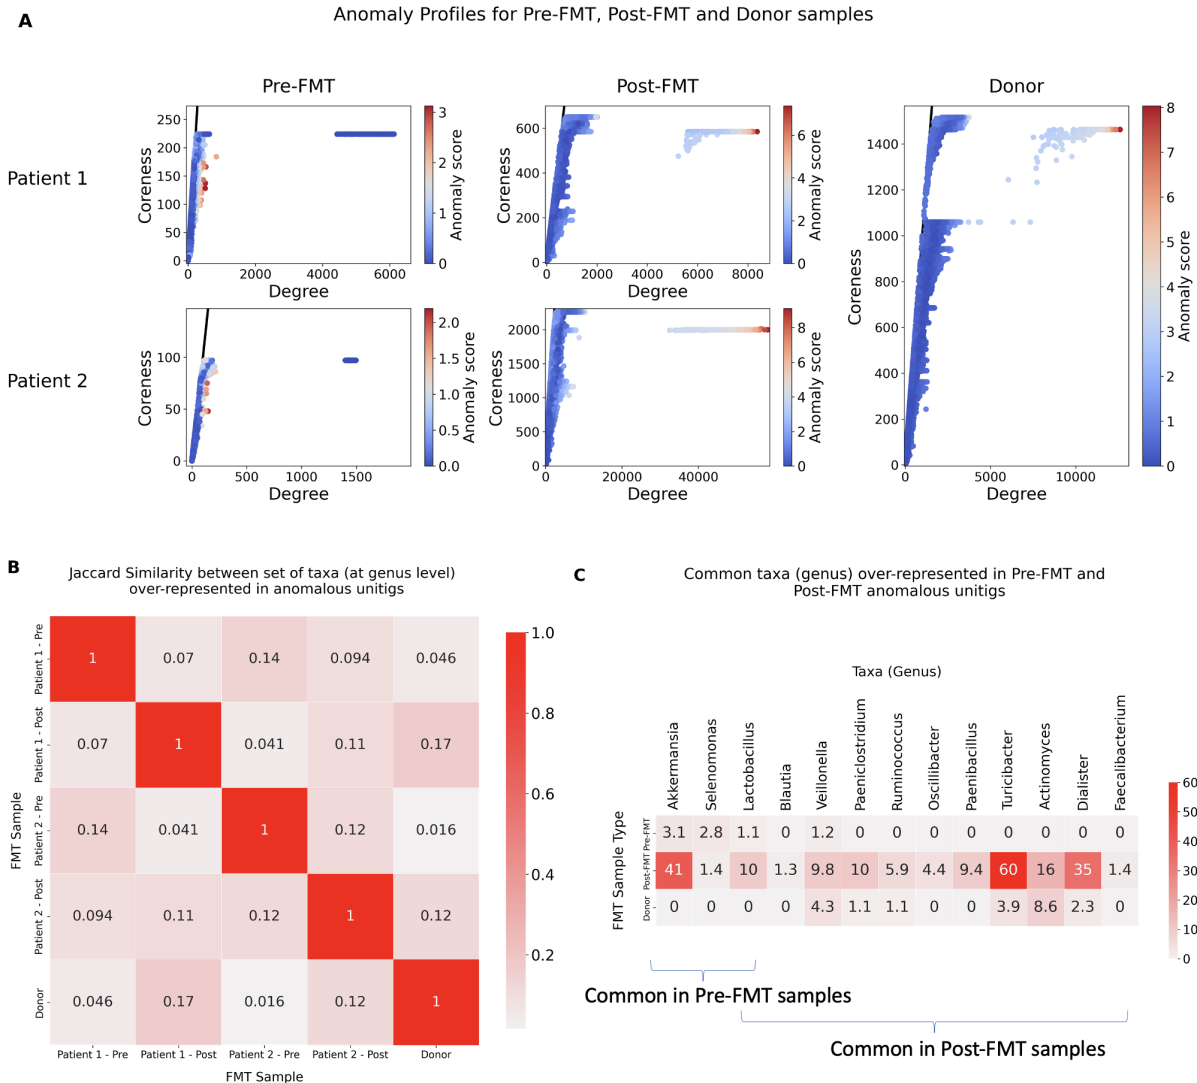 A
Anomaly Profiles for Pre-FMT, Post-FMT and Donor samples
Pre-FMT
Post-FMT
Donor
Patient 1
Coreness
250
200
150
100
50
0
0 2000 4000 6000
Degree
3
2
1
0
Anomaly score
Coreness
600
400
200
0
0 2000 4000 6000 8000
Degree
6
4
2
0
Anomaly score
Patient 2
Coreness
100
50
0
0 500 1000 1500
Degree
2.0
1.5
1.0
0.5
0.0
Anomaly score
Coreness
2000
1500
1000
500
0
0 20000 40000
Degree
8
6
4
2
0
Anomaly score
Coreness
1400
1200
1000
800
600
400
200
0
0 5000 10000
Degree
8
7
6
5
4
3
2
1
0
Anomaly score
B
Jaccard Similarity between set of taxa (at genus level)
over-represented in anomalous unitigs
FMT Sample
Patient 1 - Pre 1 0.07 0.14 0.094 0.046
Patient 1 - Post 0.07 1 0.041 0.11 0.17
Patient 2 - Pre 0.14 0.041 1 0.12 0.016
Patient 2 - Post 0.094 0.11 0.12 1 0.12
Donor 0.046 0.17 0.016 0.12 1
Patient 1 - Pre Patient 1 - Post Patient 2 - Pre Patient 2 - Post Donor
FMT Sample
1.0
0.8
0.6
0.4
0.2
C
Common taxa (genus) over-represented in Pre-FMT and
Post-FMT anomalous unitigs
Taxa (Genus)
Akkermansia
Selenomonas
Lactobacillus
Blautia
Veillonella
Paeniclostridium
Ruminococcus
Oscillibacter
Paenibacillus
Turicibacter
Actinomyces
Dialister
Faecalibacterium
FMT Sample Type
Pre-FMT 3.1 2.8 1.1 0 1.2 0 0 0 0 0 0 0 0
Post-FMT 41 1.4 10 1.3 9.8 10 5.9 4.4 9.4 60 16 35 1.4
Donor 0 0 0 0 4.3 1.1 1.1 0 0 3.9 8.6 2.3 0
60
50
40
30
20
10
0
Common in Pre-FMT samples
Common in Post-FMT samples